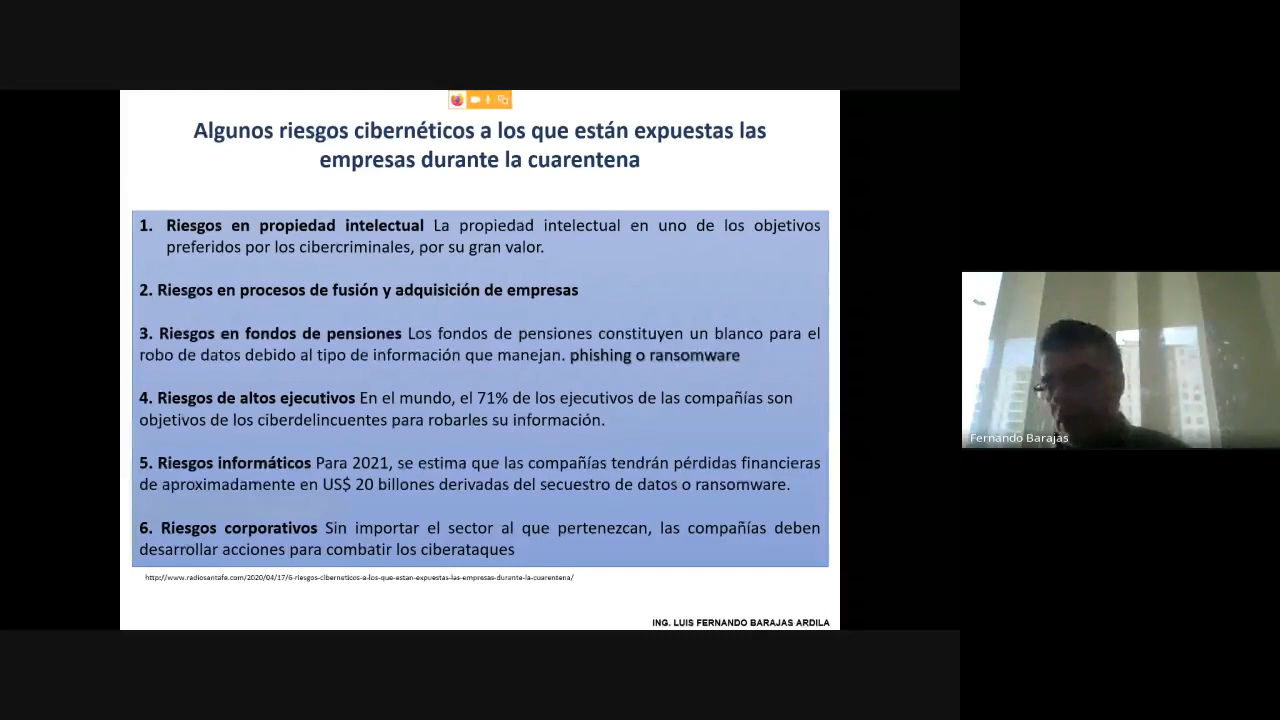 Algunos riesgos cibernéticos a los que están expuestas las
empresas durante la cuarentena
1. Riesgos en propiedad intelectual La propiedad intelectual en uno de los objetivos
preferidos por los cibercriminales, por su gran valor.
2. Riesgos en procesos de fusión y adquisición de empresas
3. Riesgos en fondos de pensiones Los fondos de pensiones constituyen un blanco para el
robo de datos debido al tipo de información que manejan. phishing o ransomware
4. Riesgos de altos ejecutivos En el mundo, el 71% de los ejecutivos de las compañías son
objetivos de los ciberdelincuentes para robarles su información.
5. Riesgos informáticos Para 2021, se estima que las compañías tendrán pérdidas financieras
de aproximadamente en US$ 20 billones derivadas del secuestro de datos o ransomware.
6. Riesgos corporativos Sin importar el sector al que pertenezcan, las compañías deben
desarrollar acciones para combatir los ciberataques
http://www.radiosantafe.com/2020/04/17/6-riesgos-ciberneticos-a-los-que-estan-expuestas-las-empresas-durante-la-cuarentena/
ING. LUIS FERNANDO BARAJAS ARDILA
Fernando Barajas